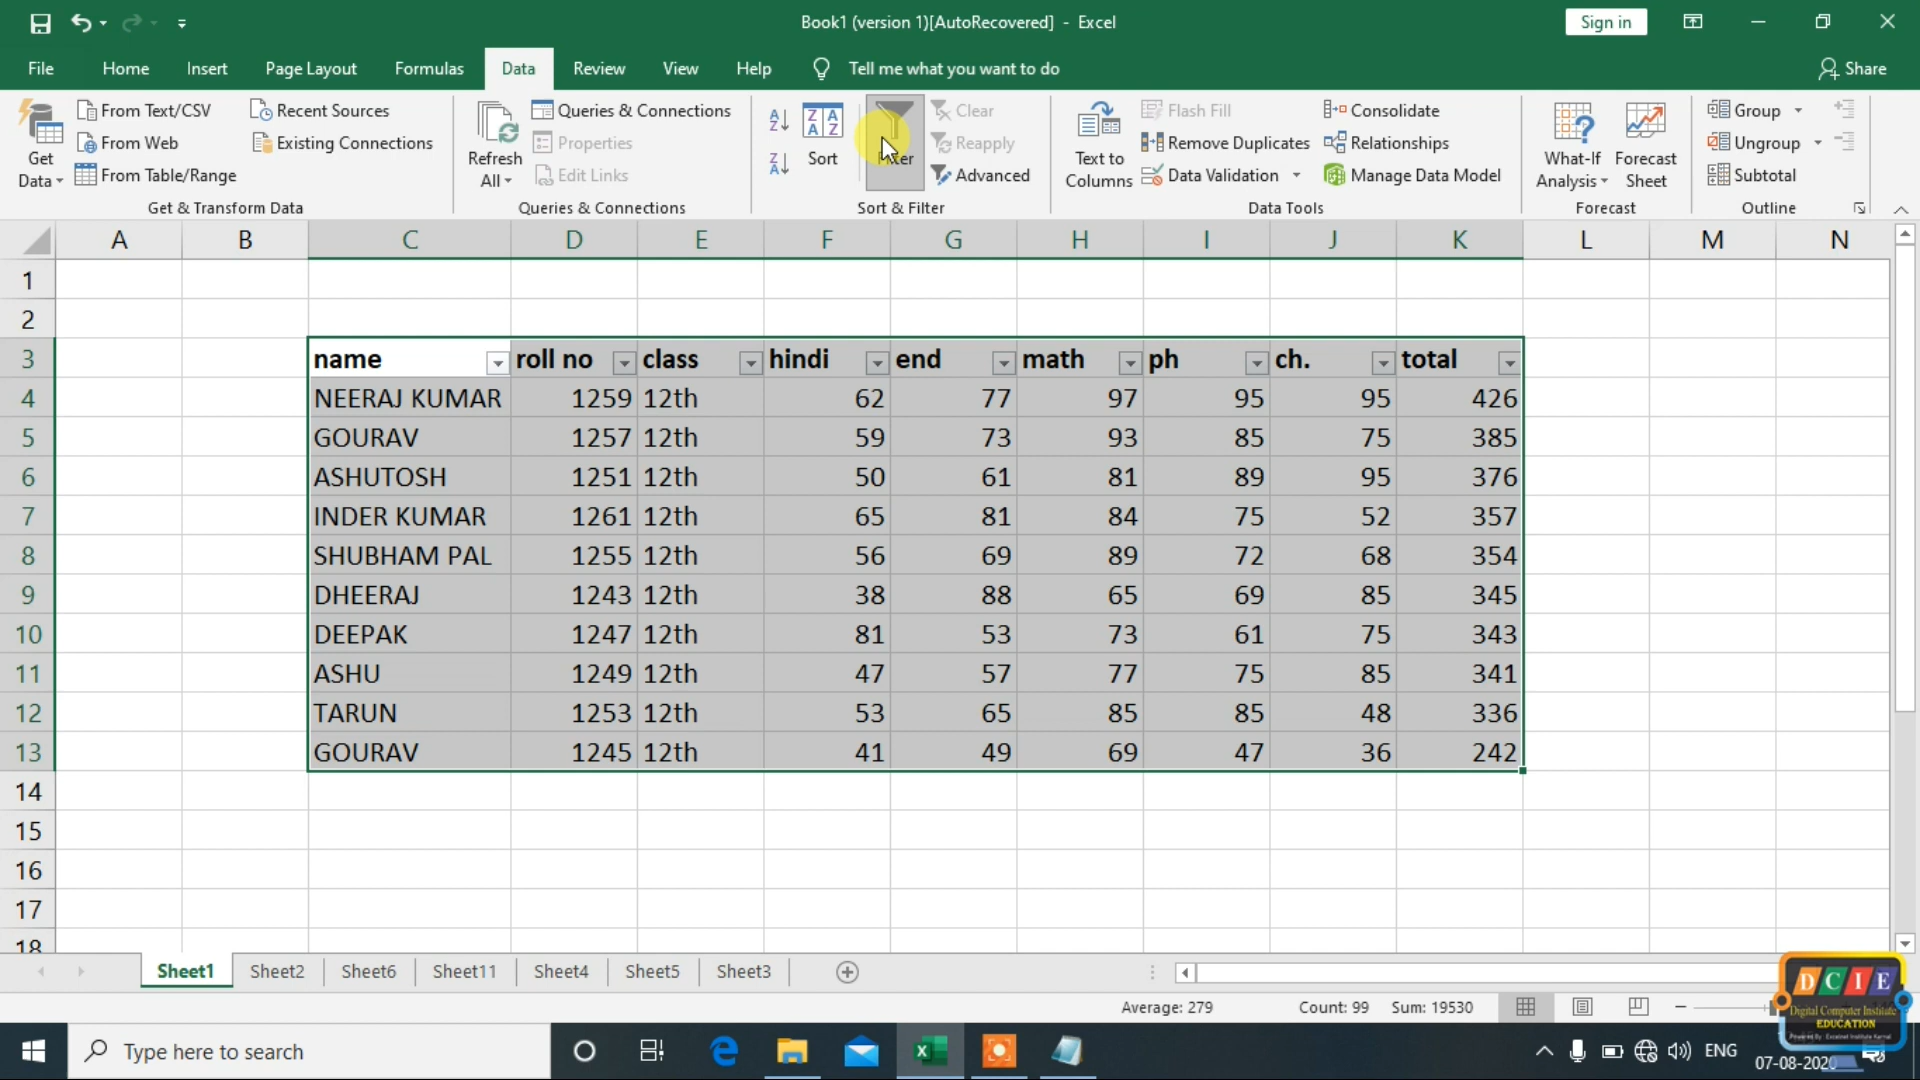 Book1 (version 1)[AutoRecovered] - Excel
Sign in
File Home Insert Page Layout Formulas Data Review View Help Tell me what you want to do Share
Get Data
From Text/CSV
From Web
From Table/Range
Recent Sources
Existing Connections
Get & Transform Data
Refresh All
Queries & Connections
Properties
Edit Links
Queries & Connections
Sort
Filter
Clear
Reapply
Advanced
Sort & Filter
Text to Columns
Flash Fill
Remove Duplicates
Data Validation
Consolidate
Relationships
Manage Data Model
Data Tools
What-If Analysis
Forecast Sheet
Forecast
Group
Ungroup
Subtotal
Outline
A B C D E F G H I J K L M N
1
2
3 name roll no class hindi end math ph ch. total
4 NEERAJ KUMAR 1259 12th 62 77 97 95 95 426
5 GOURAV 1257 12th 59 73 93 85 75 385
6 ASHUTOSH 1251 12th 50 61 81 89 95 376
7 INDER KUMAR 1261 12th 65 81 84 75 52 357
8 SHUBHAM PAL 1255 12th 56 69 89 72 68 354
9 DHEERAJ 1243 12th 38 88 65 69 85 345
10 DEEPAK 1247 12th 81 53 73 61 75 343
11 ASHU 1249 12th 47 57 77 75 85 341
12 TARUN 1253 12th 53 65 85 85 48 336
13 GOURAV 1245 12th 41 49 69 47 36 242
14
15
16
17
18
Sheet1 Sheet2 Sheet6 Sheet11 Sheet4 Sheet5 Sheet3
Average: 279 Count: 99 Sum: 19530
DCIE
Digital Computer Institute
EDUCATION
Type here to search
ENG
07-08-2020